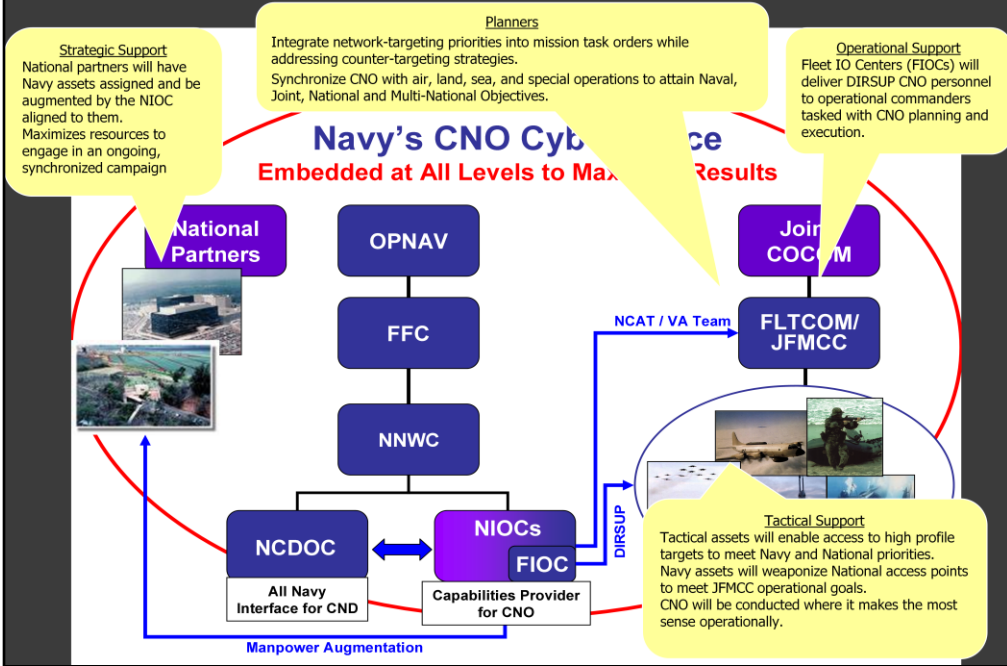 Strategic Support
National partners will have
Navy assets assigned and be
augmented by the NIOC
aligned to them.
Maximizes resources to
engage in an ongoing,
synchronized campaign
Planners
Integrate network-targeting priorities into mission task orders while
addressing counter-targeting strategies.
Synchronize CNO with air, land, sea, and special operations to attain Naval,
Joint, National and Multi-National Objectives.
Operational Support
Fleet IO Centers (FIOCs) will
deliver DIRSUP CNO personnel
to operational commanders
tasked with CNO planning and
execution.
Navy's CNO
Embedded at All Levels to Results
National
Partners
OPNAV
Joint
COCOM
FFC
NCAT / VA Team
FLTCOM/
JFMCC
NNWC
NCDOC
NIOCs
FIOC
DIRSUP
All Navy
Interface for CND
Capabilities Provider
for CNO
Manpower Augmentation
Tactical Support
Tactical assets will enable access to high profile
targets to meet Navy and National priorities.
Navy assets will weaponize National access points
to meet JFMCC operational goals.
CNO will be conducted where it makes the most
sense operationally.